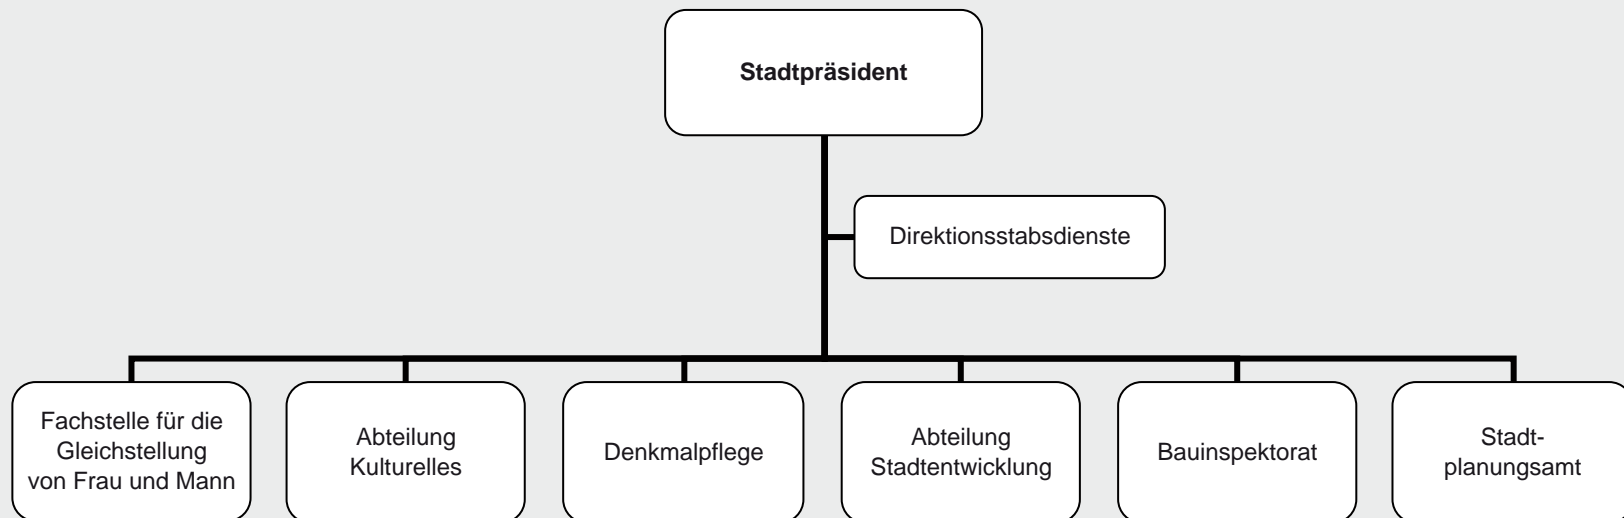 Stadtpräsident
Direktionsstabsdienste
Fachstelle für die
Gleichstellung
von Frau und Mann
Abteilung
Kulturelles
Denkmalpflege
Abteilung
Stadtentwicklung
Bauinspektorat
Stadt-
planungsamt